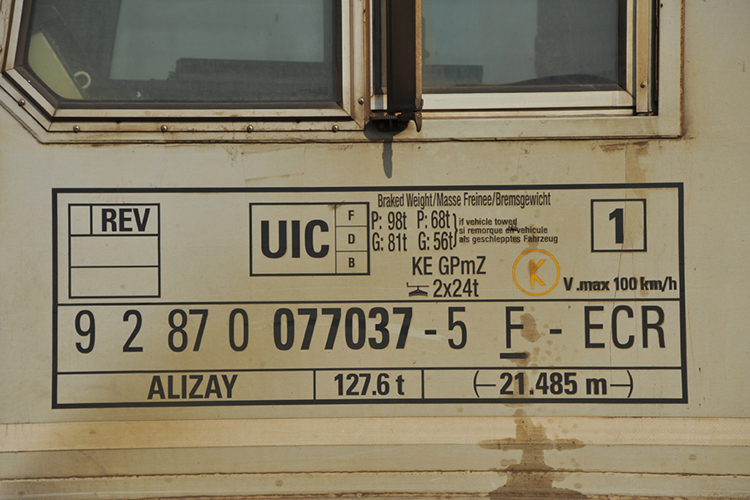 REV
UIC
F
D
B
Braked Weight/Masse Freinee/Bremsgewicht
P: 98t P: 68t
G: 81t G: 56t
if vehicle towed
si remorque en vehicule
als geschlepptes Fahrzeug
KE GPmZ
2x24t
1
K
V.max 100 km/h
9 2 87 0 077037-5 F - ECR
ALIZAY
127.6 t
21.485 m